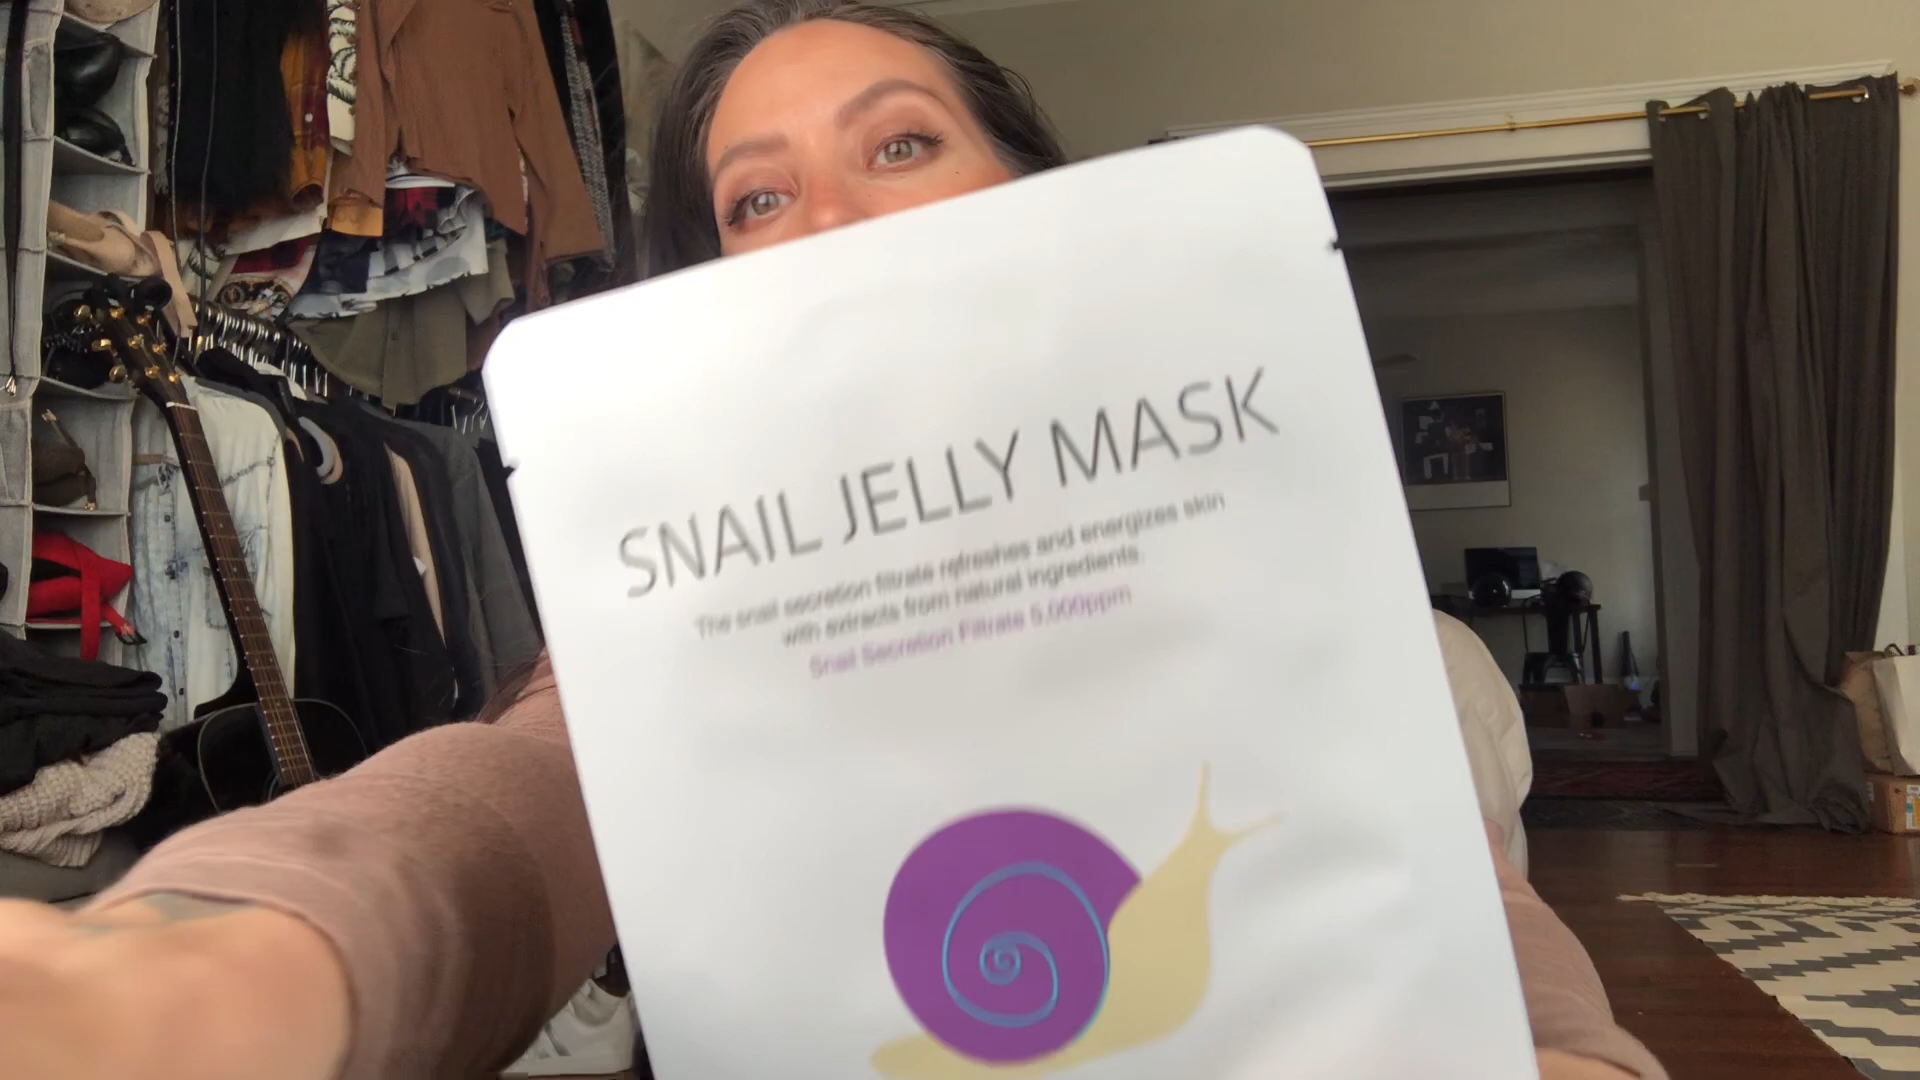 SNAIL JELLY MASK
The snail secretion filtrate refreshes and energizes skin
with extracts from natural ingredients.
Snail Secretion Filtrate 5,000ppm